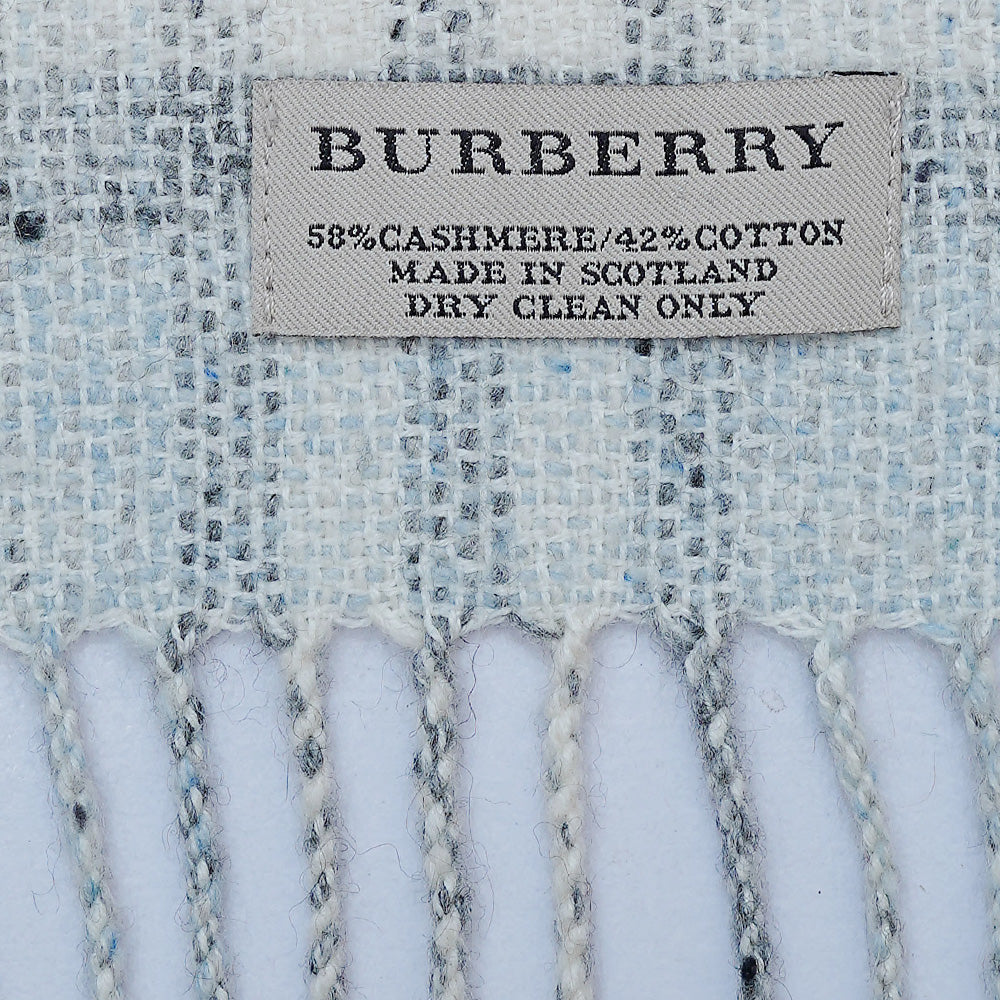 BURBERRY
58%CASHMERE/42%COTTON
MADE IN SCOTLAND
DRY CLEAN ONLY